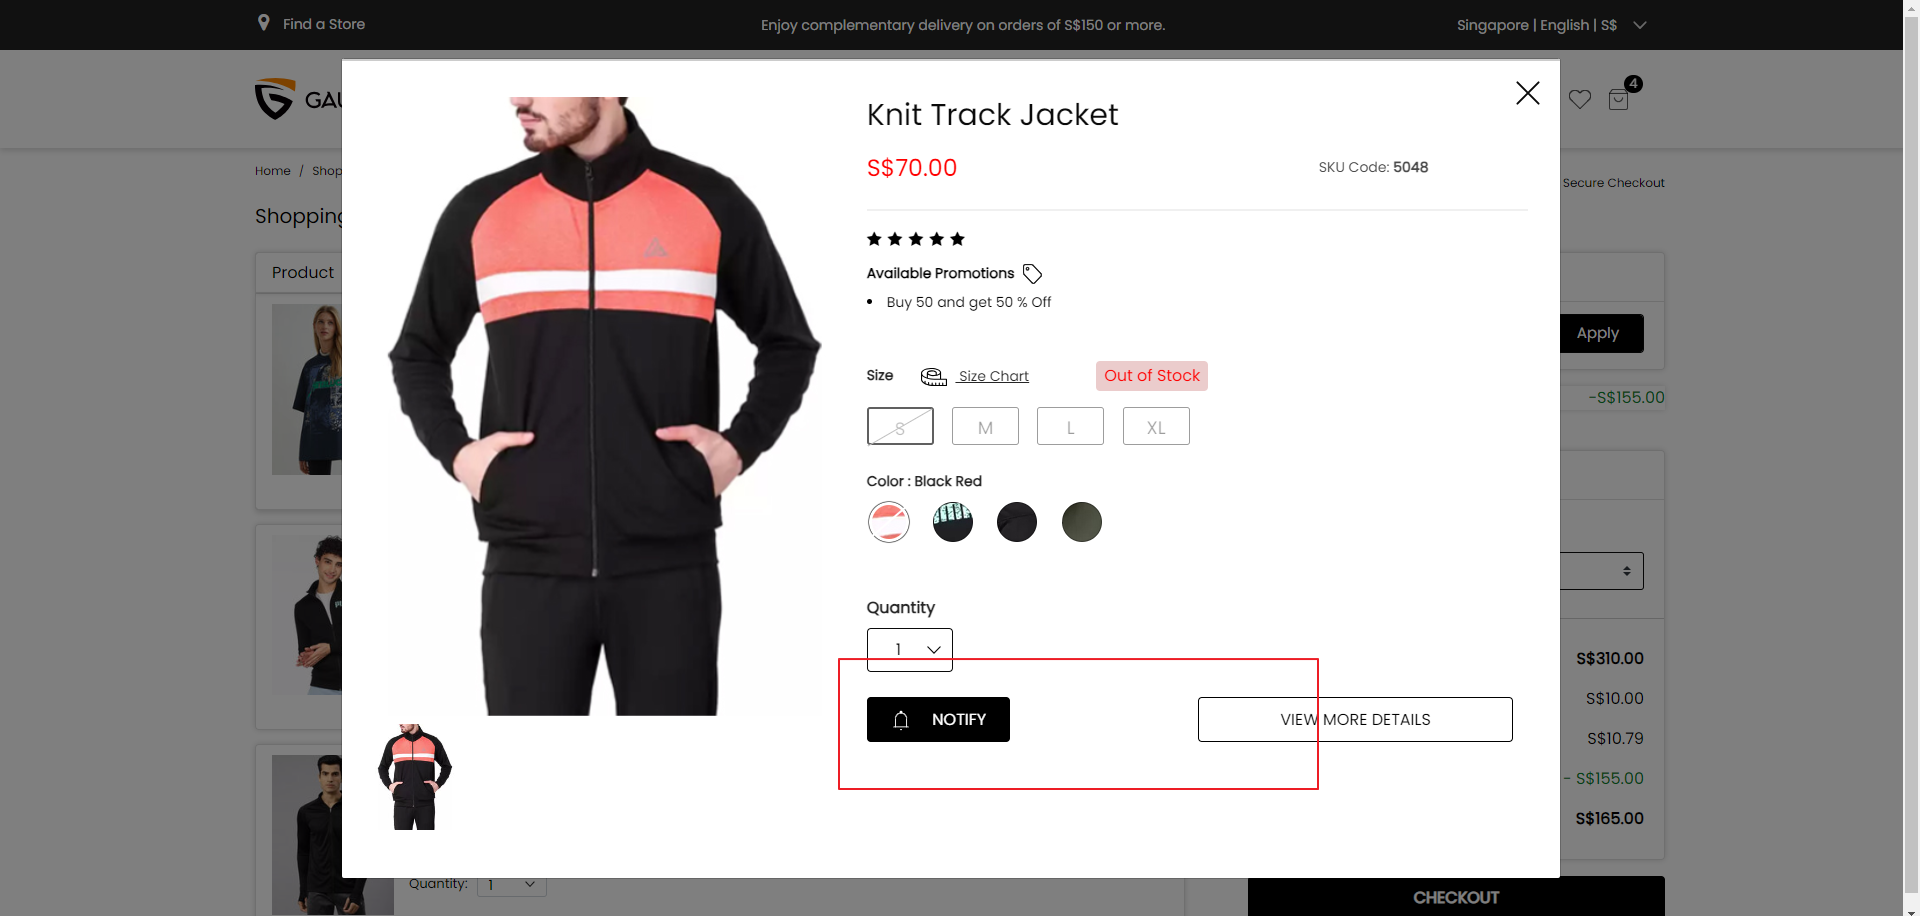 Find a Store
Enjoy complementary delivery on orders of S$150 or more.
Singapore | English | S$
GAU
4
Home / Shop
Secure Checkout
Shopping
Product
Knit Track Jacket
S$70.00
SKU Code: 5048
Available Promotions
Buy 50 and get 50 % Off
Apply
Size
Size Chart
Out of Stock
-S$155.00
S
M
L
XL
Color : Black Red
Quantity
1
S$310.00
S$10.00
NOTIFY
VIEW MORE DETAILS
S$10.79
- S$155.00
S$165.00
Quantity:
1
CHECKOUT